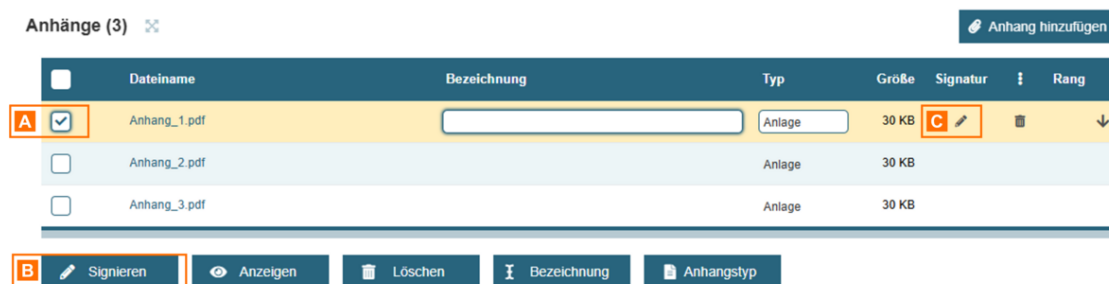 Anhänge (3)
Anhang hinzufügen
Dateiname Bezeichnung Typ Größe Signatur Rang
A Anhang_1.pdf Anlage 30 KB C
Anhang_2.pdf Anlage 30 KB
Anhang_3.pdf Anlage 30 KB
B Signieren Anzeigen Löschen Bezeichnung Anhangstyp